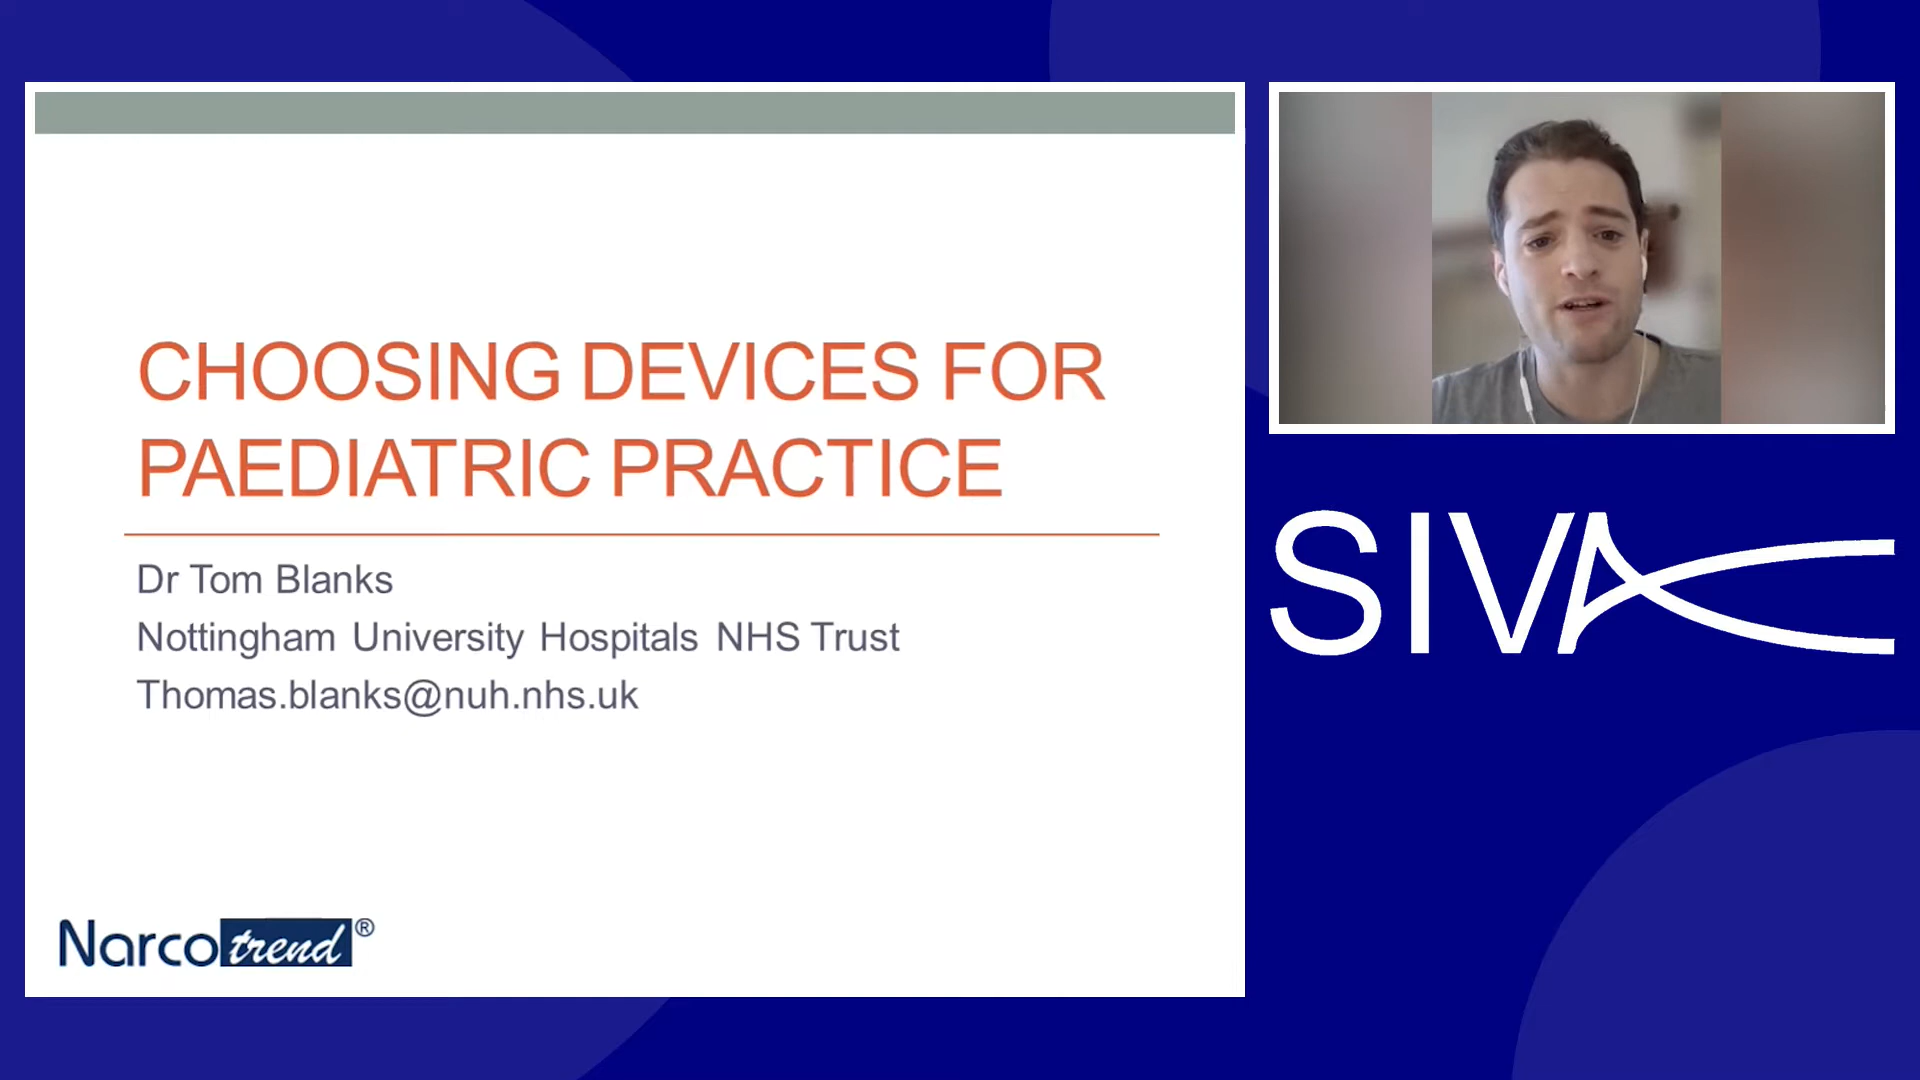 CHOOSING DEVICES FOR
PAEDIATRIC PRACTICE
Dr Tom Blanks
Nottingham University Hospitals NHS Trust
Thomas.blanks@nuh.nhs.uk
Narcotrend®
SIVA